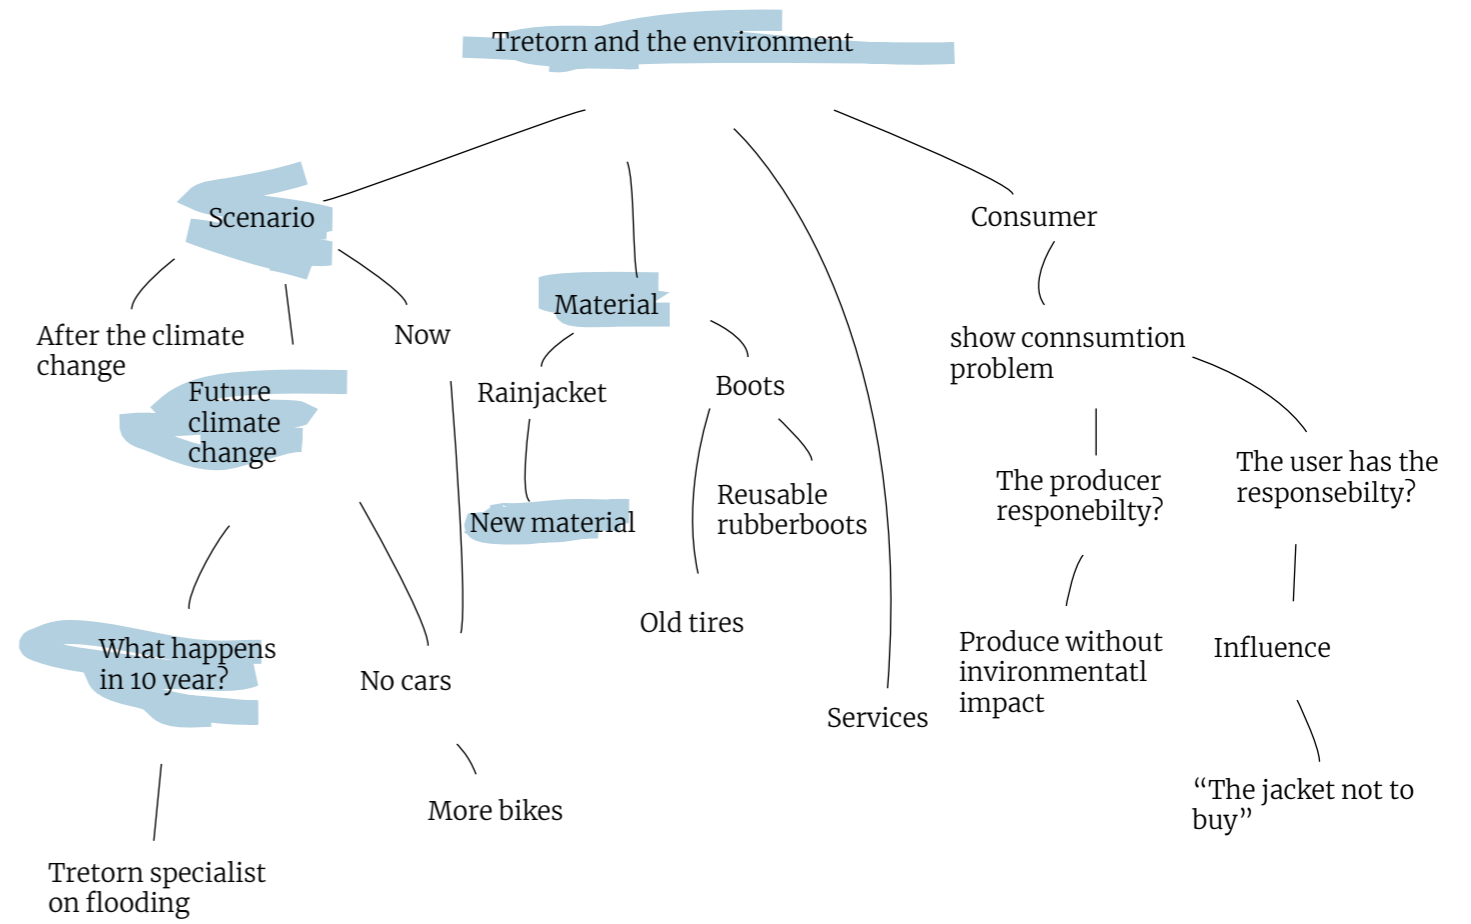 Tretorn and the environment
Scenario
Consumer
Material
After the climate
change
Now
show connsumtion
problem
Future
climate
change
Rainjacket
Boots
The producer
responebilty?
The user has the
responsebilty?
New material
Reusable
rubberboots
Old tires
What happens
in 10 year?
No cars
Services
Produce without
invironmentatl
impact
Influence
More bikes
“The jacket not to
buy”
Tretorn specialist
on flooding